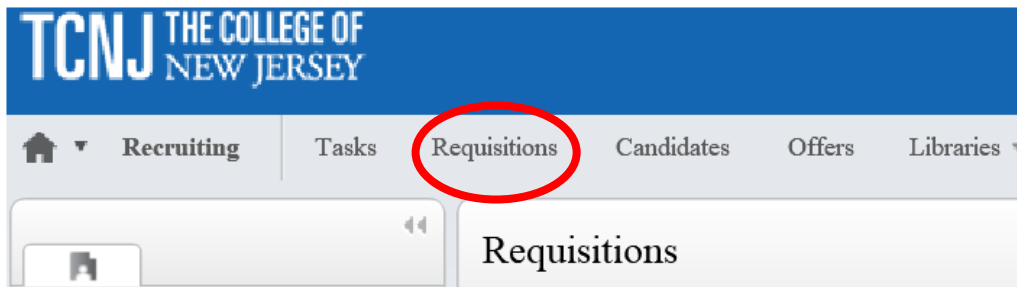 TCNJ THE COLLEGE OF
NEW JERSEY
Recruiting Tasks Requisitions Candidates Offers Libraries
Requisitions